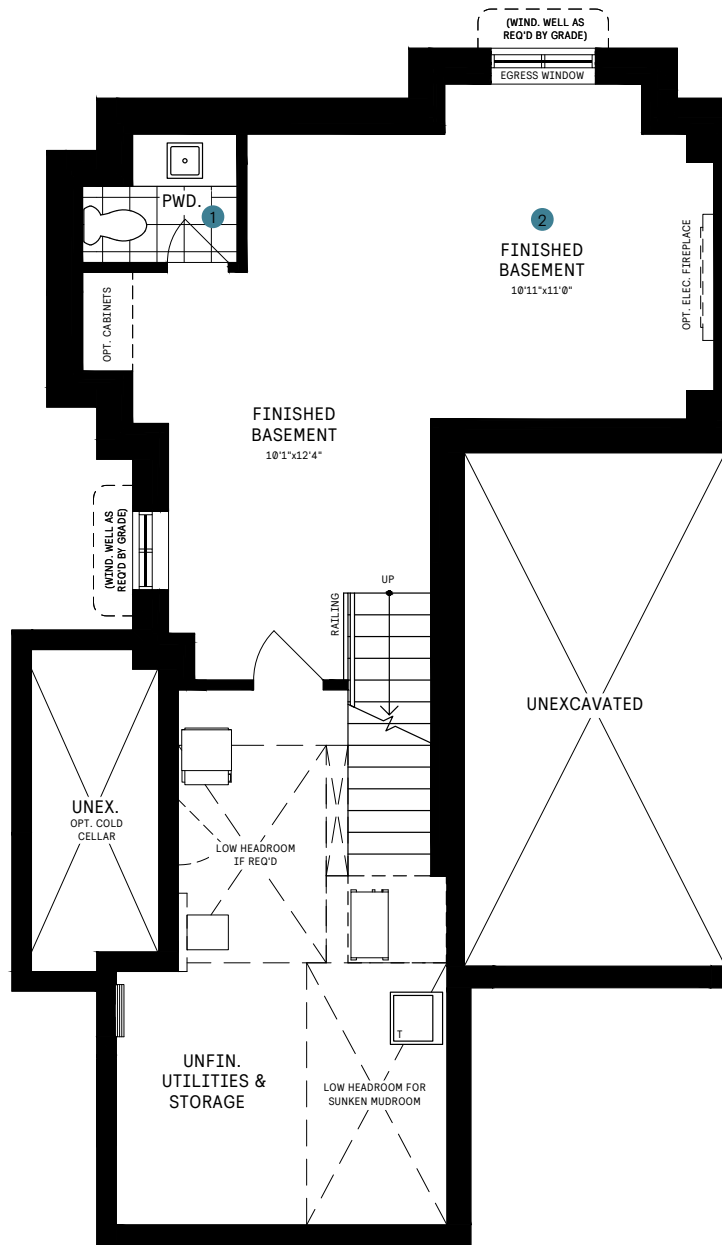 (WIND. WELL AS
REQ'D BY GRADE)
EGRESS WINDOW
PWD.
1
2
FINISHED
BASEMENT
10'11"x11'0"
OPT. ELEC. FIREPLACE
OPT. CABINETS
FINISHED
BASEMENT
10'1"x12'4"
(WIND. WELL AS
REQ'D BY GRADE)
UP
RAILING
UNEXCAVATED
UNEX.
OPT. COLD
CELLAR
LOW HEADROOM
IF REQ'D
T
UNFIN.
UTILITIES &
STORAGE
LOW HEADROOM FOR
SUNKEN MUDROOM